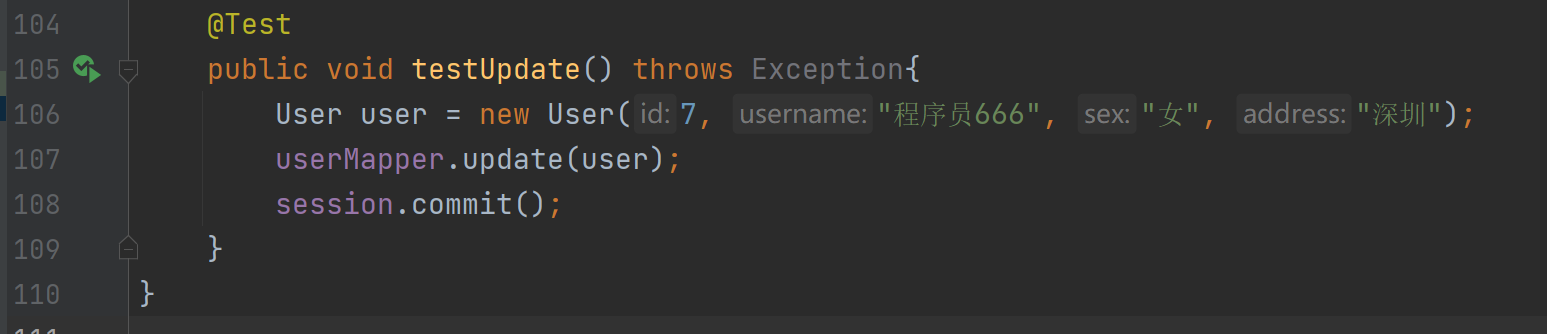 104 @Test
105 public void testUpdate() throws Exception{
106 User user = new User( id: 7, username: "程序员666", sex: "女", address: "深圳");
107 userMapper.update(user);
108 session.commit();
109 }
110 }
111